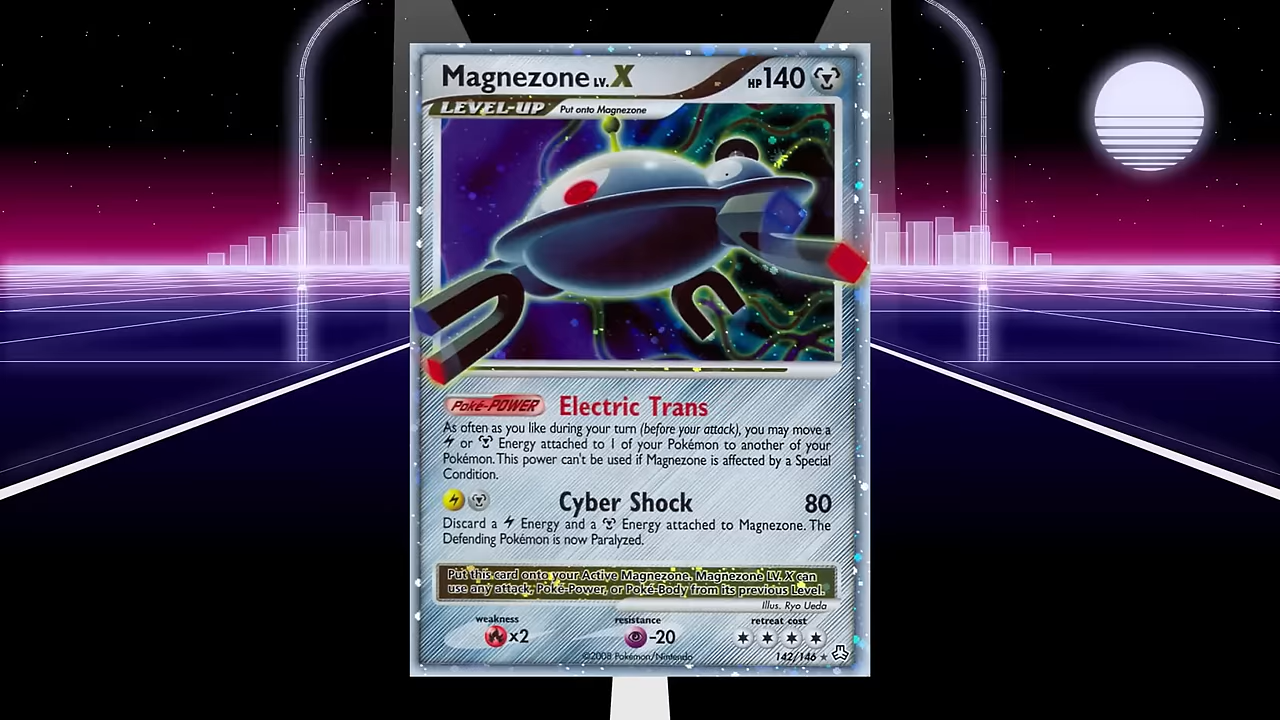 Magnezone LV.X HP 140
LEVEL-UP Put onto Magnezone
Poké-POWER Electric Trans
As often as you like during your turn (before your attack), you may move a
or Energy attached to 1 of your Pokémon to another of your
Pokémon. This power can't be used if Magnezone is affected by a Special
Condition.
Cyber Shock 80
Discard a Energy and a Energy attached to Magnezone. The
Defending Pokémon is now Paralyzed.
Put this card onto your Active Magnezone. Magnezone LV.X can
use any attack, Poké-Power, or Poké-Body from its previous Level.
Illus. Ryo Ueda
weakness resistance retreat cost
x2 -20
©2008 Pokémon/Nintendo 142/146